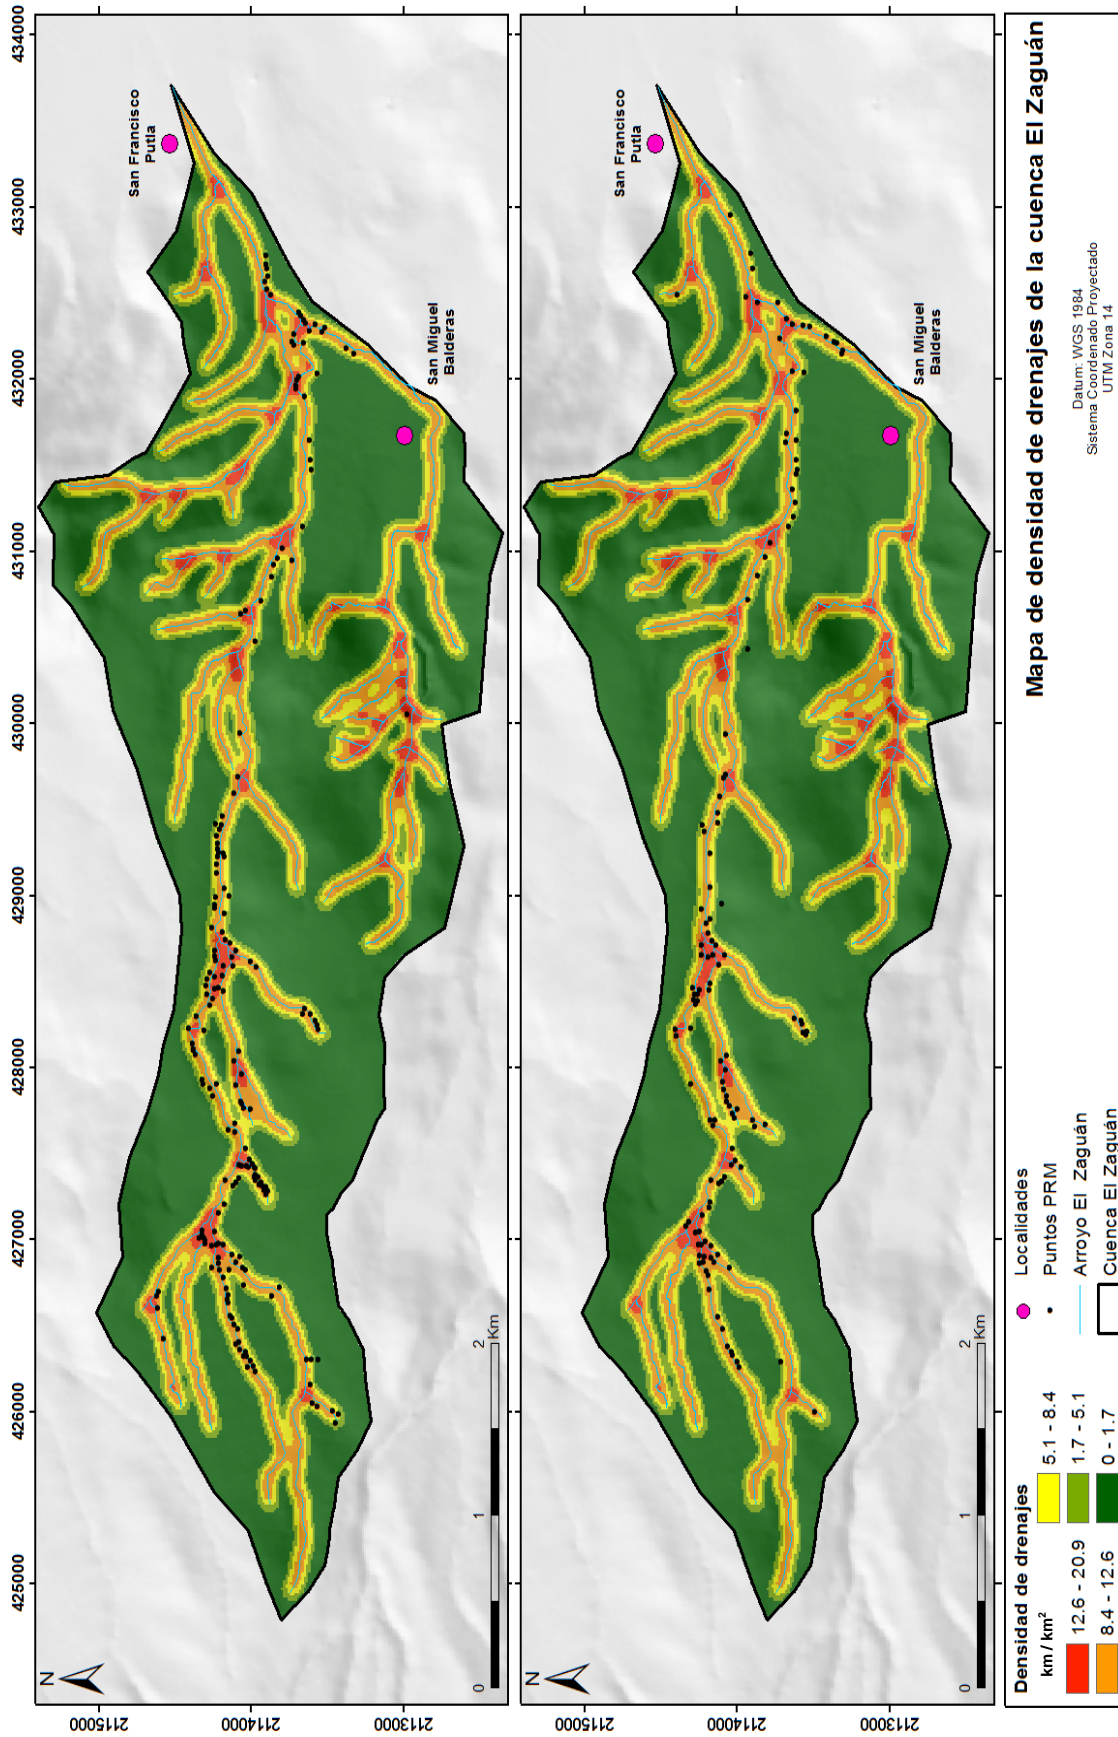 425000
426000
427000
428000
429000
430000
431000
432000
433000
434000
2115000
2114000
2113000
N
San Francisco
Putla
San Miguel
Balderas
0
1
2
Km
2115000
2114000
2113000
N
San Francisco
Putla
San Miguel
Balderas
0
1
2
Km
Densidad de drenajes
km / km²
12.6 - 20.9
8.4 - 12.6
5.1 - 8.4
1.7 - 5.1
0 - 1.7
Localidades
Puntos PRM
Arroyo El Zaguán
Cuenca El Zaguán
Mapa de densidad de drenajes de la cuenca El Zaguán
Datum: WGS 1984
Sistema Coordenado Proyectado
UTM Zona 14